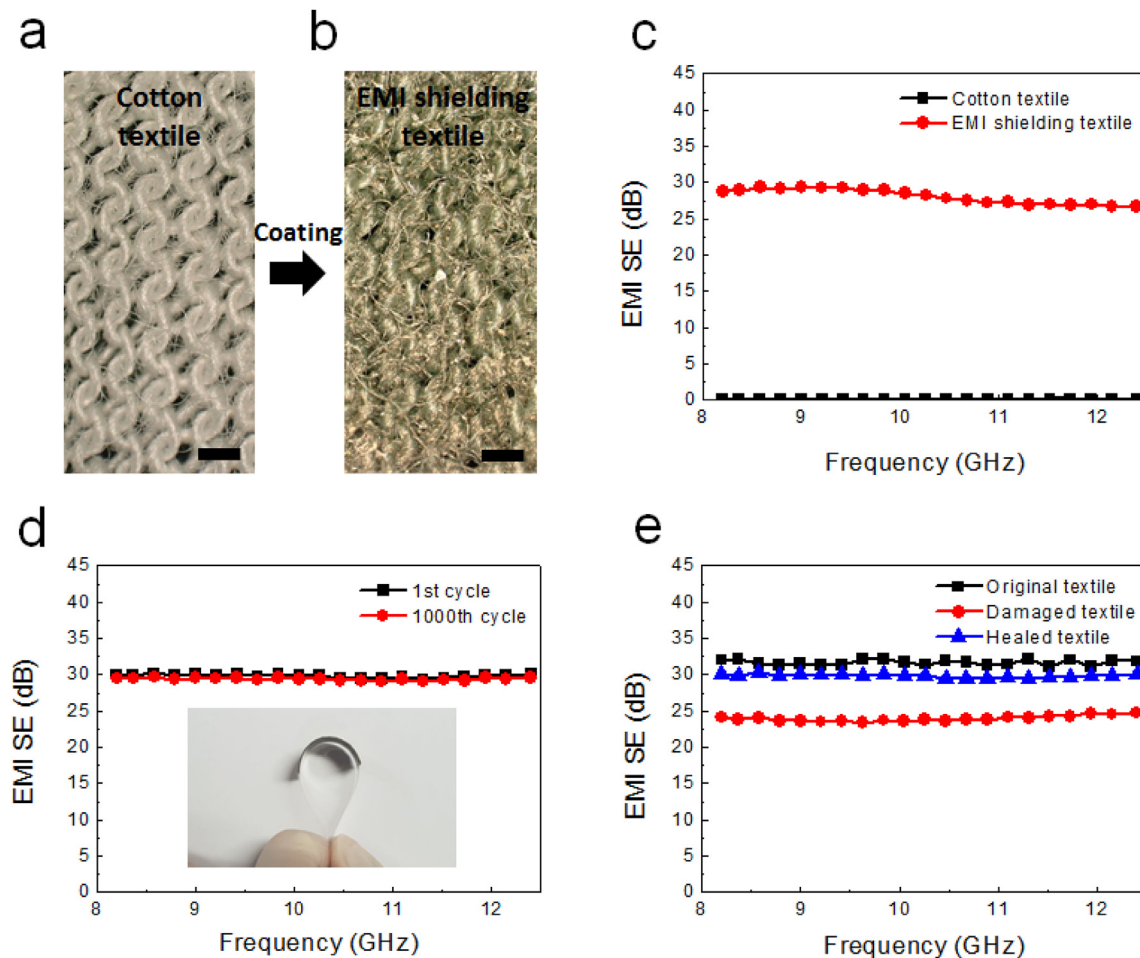 a
b
Cotton
textile
EMI shielding
textile
Coating
c
45
40
35
30
25
20
15
10
5
0
EMI SE (dB)
Cotton textile
EMI shielding textile
8
9
10
11
12
Frequency (GHz)
d
45
40
35
30
25
20
15
10
5
0
EMI SE (dB)
1st cycle
1000th cycle
8
9
10
11
12
Frequency (GHz)
e
45
40
35
30
25
20
15
10
5
0
EMI SE (dB)
Original textile
Damaged textile
Healed textile
8
9
10
11
12
Frequency (GHz)